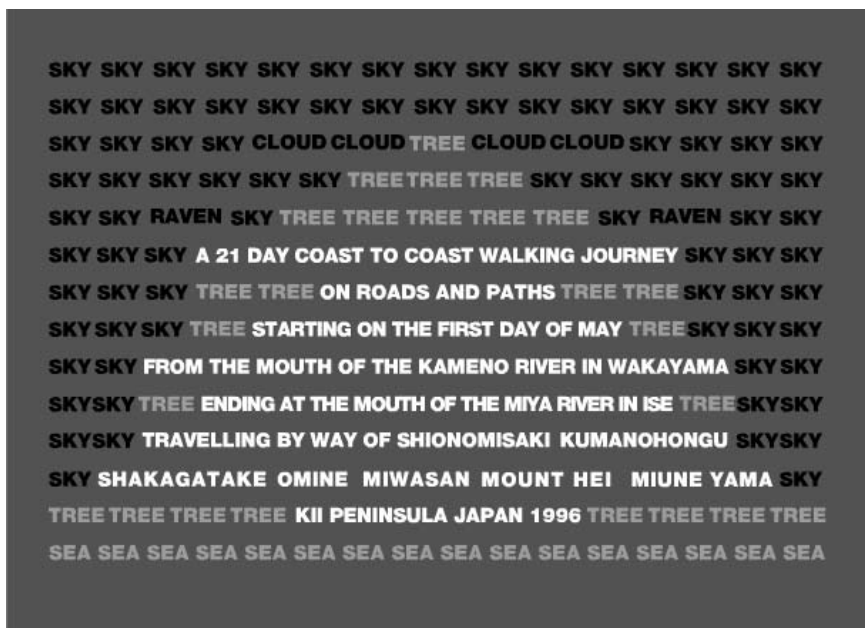 SKY SKY SKY SKY SKY SKY SKY SKY SKY SKY SKY SKY SKY SKY SKY
SKY SKY SKY SKY SKY SKY SKY SKY SKY SKY SKY SKY SKY SKY SKY
SKY SKY SKY SKY CLOUD CLOUD TREE CLOUD CLOUD SKY SKY SKY SKY
SKY SKY SKY SKY SKY SKY TREE TREE TREE SKY SKY SKY SKY SKY SKY
SKY SKY RAVEN SKY TREE TREE TREE TREE TREE SKY RAVEN SKY SKY
SKY SKY SKY A 21 DAY COAST TO COAST WALKING JOURNEY SKY SKY SKY
SKY SKY SKY TREE TREE ON ROADS AND PATHS TREE TREE SKY SKY SKY
SKY SKY SKY TREE STARTING ON THE FIRST DAY OF MAY TREE SKY SKY SKY
SKY SKY FROM THE MOUTH OF THE KAMENO RIVER IN WAKAYAMA SKY SKY
SKY SKY TREE ENDING AT THE MOUTH OF THE MIYA RIVER IN ISE TREE SKY SKY
SKY SKY TRAVELLING BY WAY OF SHIONOMISAKI KUMANOHONGU SKY SKY
SKY SHAKAGATAKE OMINE MIWASAN MOUNT HEI MIUNE YAMA SKY
TREE TREE TREE TREE KII PENINSULA JAPAN 1996 TREE TREE TREE TREE
SEA SEA SEA SEA SEA SEA SEA SEA SEA SEA SEA SEA SEA SEA SEA SEA